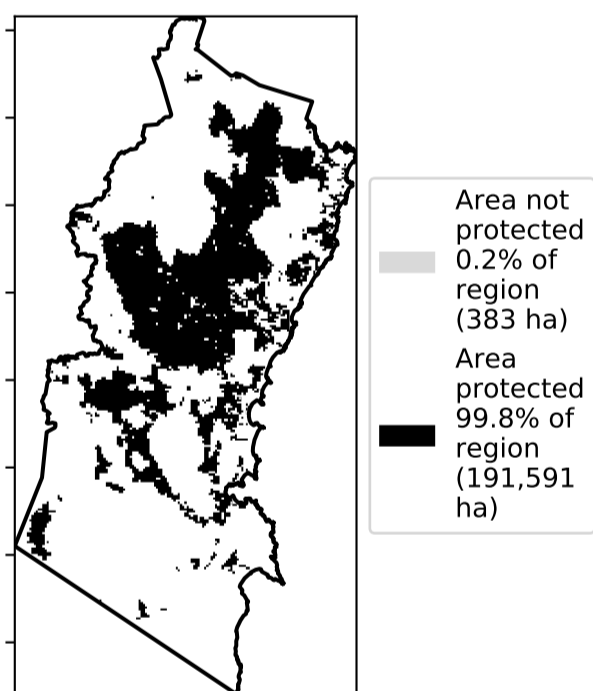 Area not
protected
0.2% of
region
(383 ha)
Area
protected
99.8% of
region
(191,591
ha)